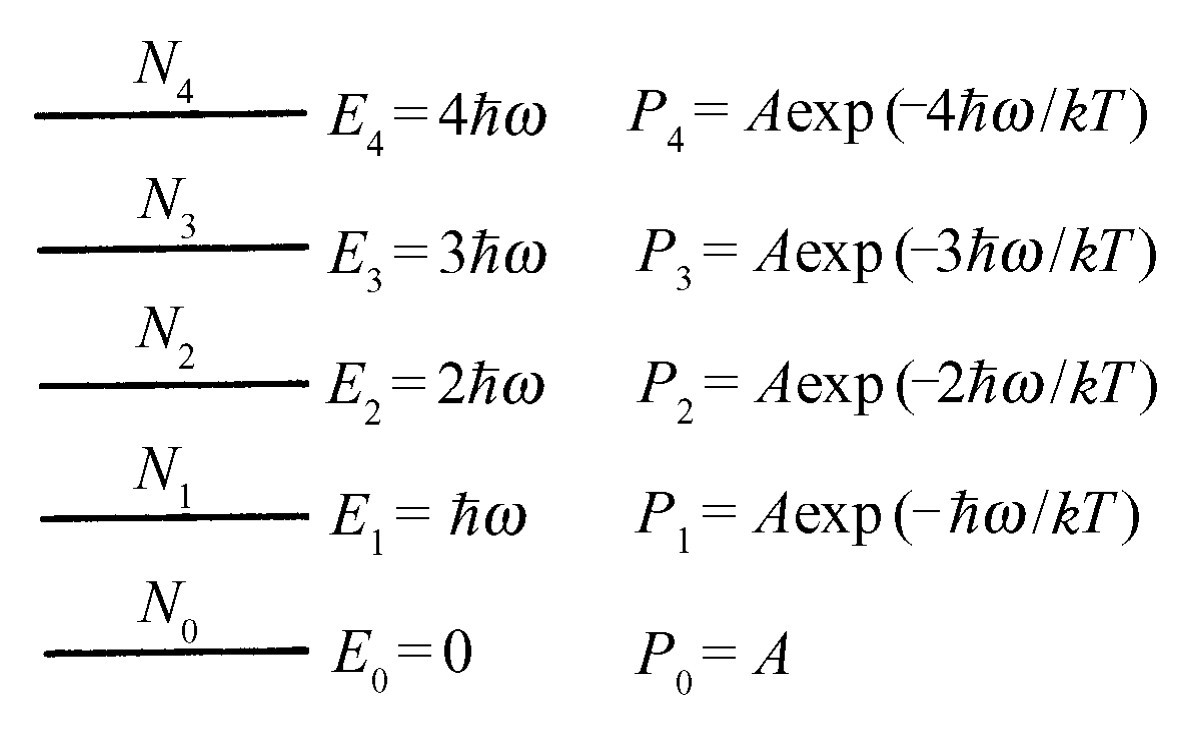 N₄
E₄ = 4ħω P₄ = A exp (−4ħω/kT)
N₃
E₃ = 3ħω P₃ = A exp (−3ħω/kT)
N₂
E₂ = 2ħω P₂ = A exp (−2ħω/kT)
N₁
E₁ = ħω P₁ = A exp (−ħω/kT)
N₀
E₀ = 0 P₀ = A